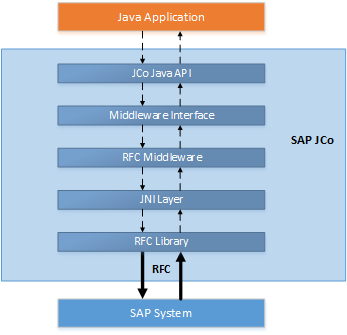 Java Application
JCo Java API
Middleware Interface
SAP JCo
RFC Middleware
JNI Layer
RFC Library
RFC
SAP System